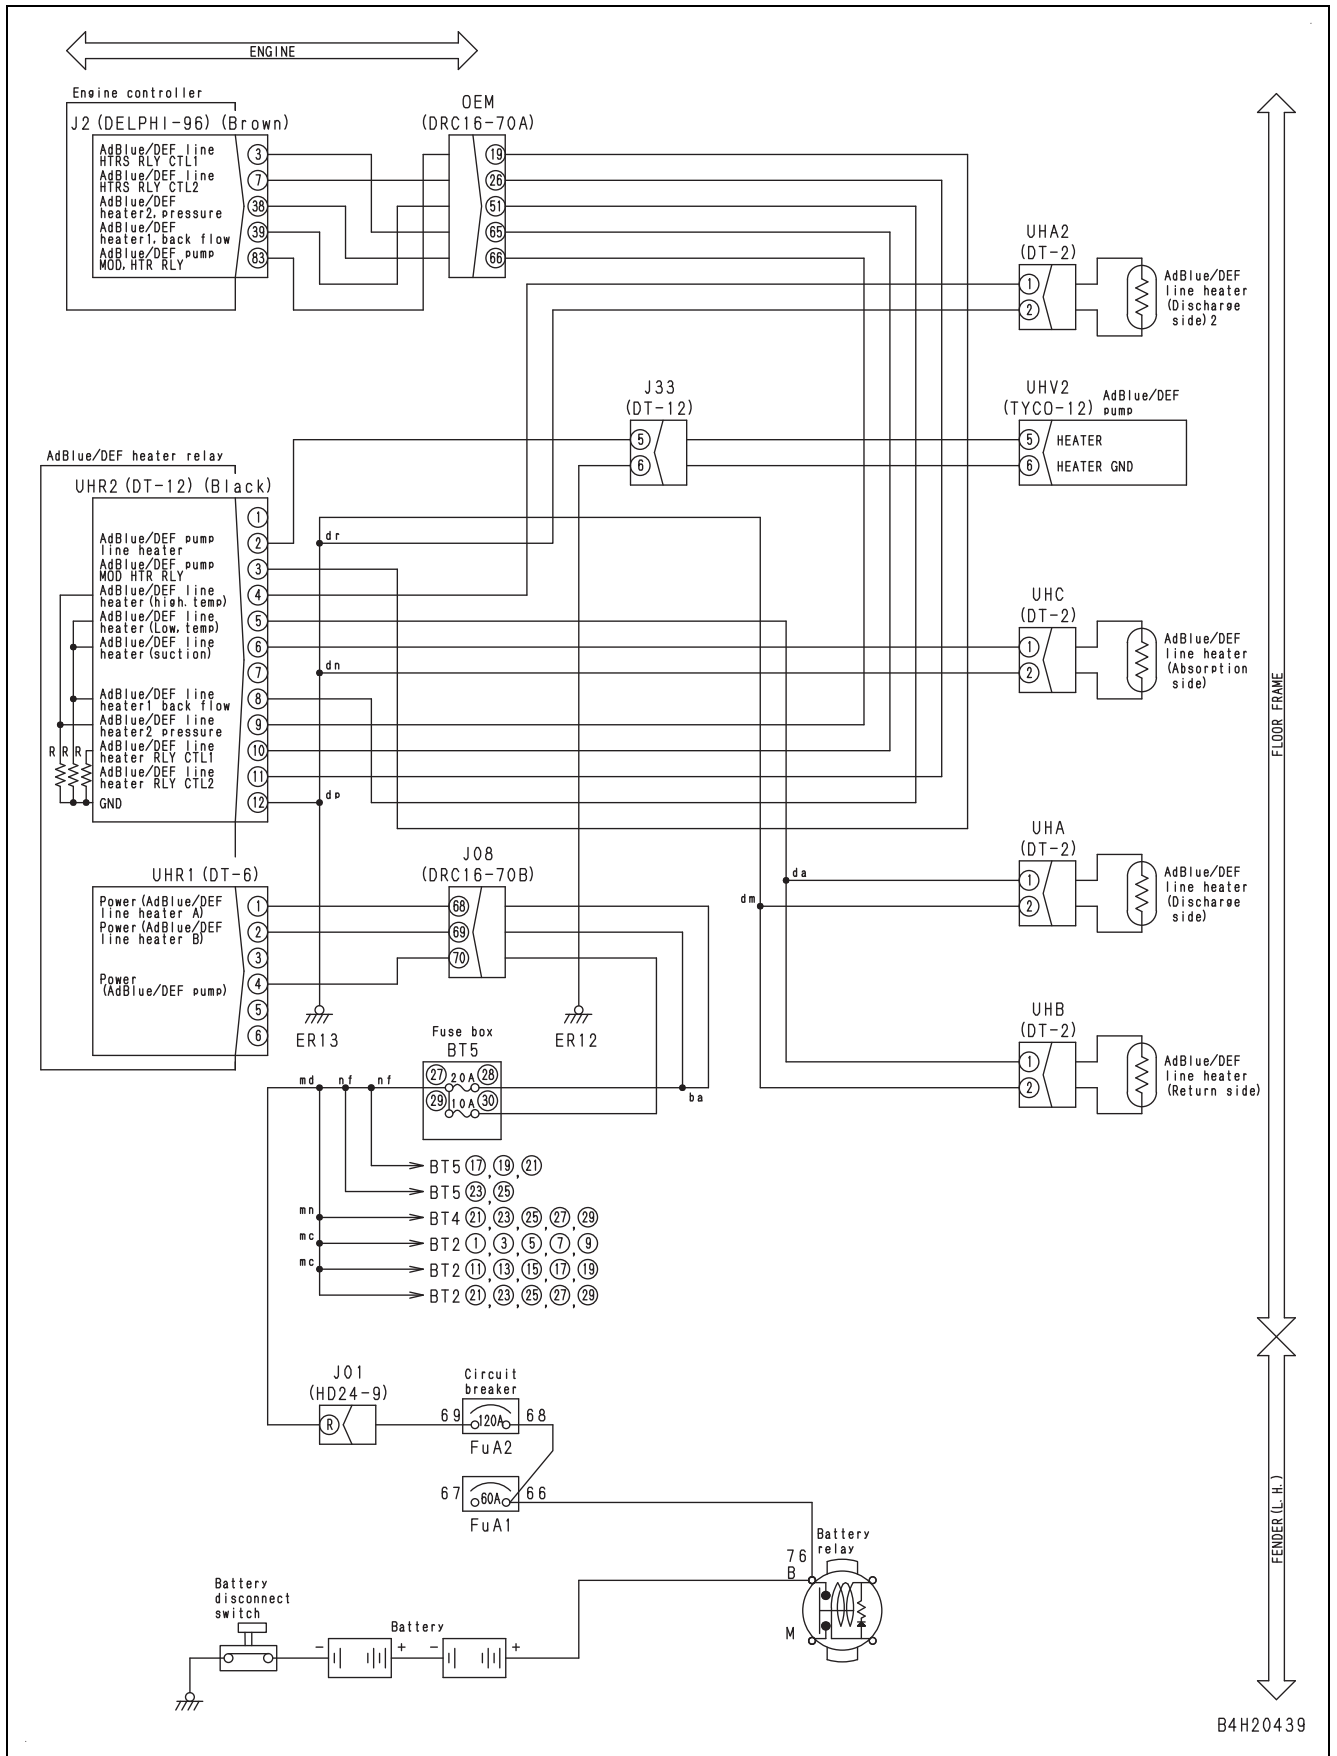 ENGINE
Engine controller
J2 (DELPHI-96) (Brown)
AdBlue/DEF line
HTRS RLY CTL1
3
AdBlue/DEF line
HTRS RLY CTL2
7
AdBlue/DEF
heater2, pressure
38
AdBlue/DEF
heater1, back flow
39
AdBlue/DEF pump
MOD, HTR RLY
83
OEM
(DRC16-70A)
19
26
51
65
66
UHA2
(DT-2)
1
2
AdBlue/DEF
line heater
(Discharge
side) 2
J33
(DT-12)
5
6
UHV2
(TYCO-12)
AdBlue/DEF
pump
5 HEATER
6 HEATER GND
AdBlue/DEF heater relay
UHR2 (DT-12) (Black)
1
AdBlue/DEF pump
line heater
2
AdBlue/DEF pump
MOD HTR RLY
3
AdBlue/DEF line
heater (high. temp)
4
AdBlue/DEF line
heater (Low, temp)
5
AdBlue/DEF line
heater (suction)
6
7
AdBlue/DEF line
heater1 back flow
8
AdBlue/DEF line
heater2 pressure
9
AdBlue/DEF line
heater RLY CTL1
10
AdBlue/DEF line
heater RLY CTL2
11
GND
12
R R R
dr
dn
dp
UHC
(DT-2)
1
2
AdBlue/DEF
line heater
(Absorption
side)
FLOOR FRAME
UHR1 (DT-6)
Power (AdBlue/DEF
line heater A)
1
Power (AdBlue/DEF
line heater B)
2
3
Power
(AdBlue/DEF pump)
4
5
6
J08
(DRC16-70B)
68
69
70
da
dm
UHA
(DT-2)
1
2
AdBlue/DEF
line heater
(Discharge
side)
ER13
ER12
UHB
(DT-2)
1
2
AdBlue/DEF
line heater
(Return side)
Fuse box
BT5
27 20A 28
29 10A 30
md nf nf
ba
BT5 17, 19, 21
BT5 23, 25
mn
BT4 21, 23, 25, 27, 29
mc
BT2 1, 3, 5, 7, 9
mc
BT2 11, 13, 15, 17, 19
BT2 21, 23, 25, 27, 29
J01
(HD24-9)
R
Circuit
breaker
69 120A 68
FuA2
67 60A 66
FuA1
Battery
relay
76
B
M
Battery
disconnect
switch
Battery
- + - +
FENDER (L. H.)
B4H20439